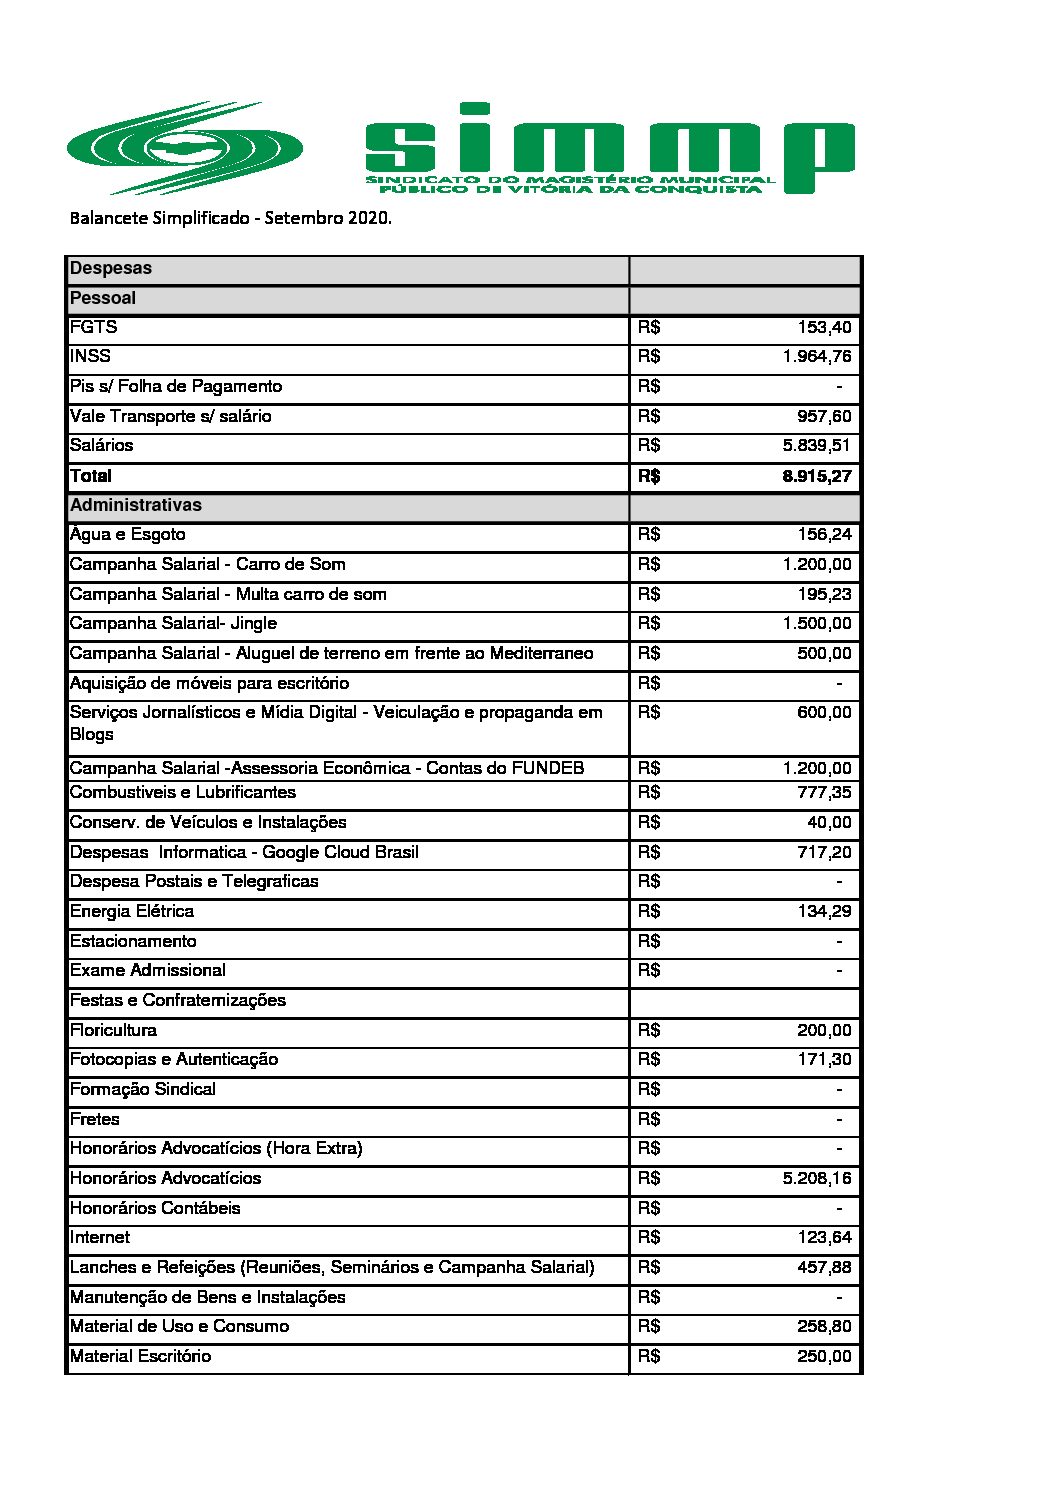 simmp
SINDICATO DO MAGISTÉRIO MUNICIPAL
PÚBLICO DE VITÓRIA DA CONQUISTA
Balancete Simplificado - Setembro 2020.
Despesas
Pessoal
FGTS R$ 153,40
INSS R$ 1.964,76
Pis s/ Folha de Pagamento R$ -
Vale Transporte s/ salário R$ 957,60
Salários R$ 5.839,51
Total R$ 8.915,27
Administrativas
Àgua e Esgoto R$ 156,24
Campanha Salarial - Carro de Som R$ 1.200,00
Campanha Salarial - Multa carro de som R$ 195,23
Campanha Salarial- Jingle R$ 1.500,00
Campanha Salarial - Aluguel de terreno em frente ao Mediterraneo R$ 500,00
Aquisição de móveis para escritório R$ -
Serviços Jornalísticos e Mídia Digital - Veiculação e propaganda em R$ 600,00
Blogs
Campanha Salarial -Assessoria Econômica - Contas do FUNDEB R$ 1.200,00
Combustiveis e Lubrificantes R$ 777,35
Conserv. de Veículos e Instalações R$ 40,00
Despesas  Informatica - Google Cloud Brasil R$ 717,20
Despesa Postais e Telegraficas R$ -
Energia Elétrica R$ 134,29
Estacionamento R$ -
Exame Admissional R$ -
Festas e Confraternizações
Floricultura R$ 200,00
Fotocopias e Autenticação R$ 171,30
Formação Sindical R$ -
Fretes R$ -
Honorários Advocatícios (Hora Extra) R$ -
Honorários Advocatícios R$ 5.208,16
Honorários Contábeis R$ -
Internet R$ 123,64
Lanches e Refeições (Reuniões, Seminários e Campanha Salarial) R$ 457,88
Manutenção de Bens e Instalações R$ -
Material de Uso e Consumo R$ 258,80
Material Escritório R$ 250,00